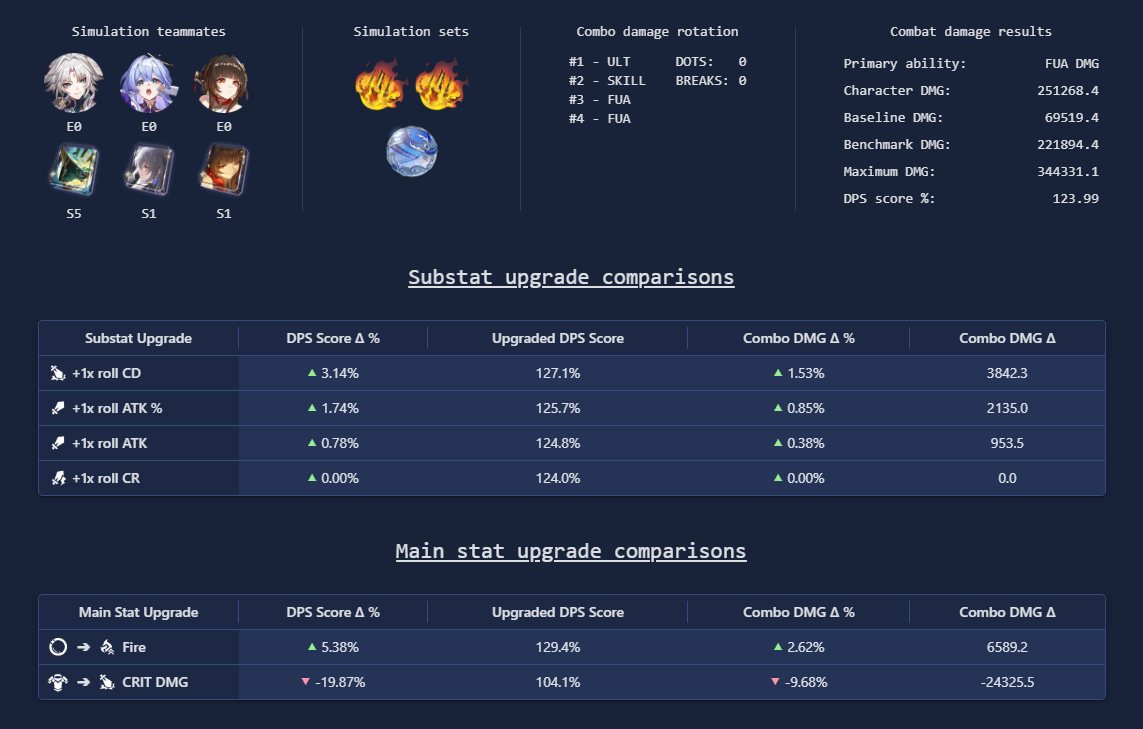 Simulation teammates
E0 E0 E0
S5 S1 S1
Simulation sets
Combo damage rotation
#1 - ULT DOTS: 0
#2 - SKILL BREAKS: 0
#3 - FUA
#4 - FUA
Combat damage results
Primary ability: FUA DMG
Character DMG: 251268.4
Baseline DMG: 69519.4
Benchmark DMG: 221894.4
Maximum DMG: 344331.1
DPS score %: 123.99
Substat upgrade comparisons
Substat Upgrade DPS Score Δ % Upgraded DPS Score Combo DMG Δ % Combo DMG Δ
+1x roll CD 3.14% 127.1% 1.53% 3842.3
+1x roll ATK % 1.74% 125.7% 0.85% 2135.0
+1x roll ATK 0.78% 124.8% 0.38% 953.5
+1x roll CR 0.00% 124.0% 0.00% 0.0
Main stat upgrade comparisons
Main Stat Upgrade DPS Score Δ % Upgraded DPS Score Combo DMG Δ % Combo DMG Δ
➔ Fire 5.38% 129.4% 2.62% 6589.2
➔ CRIT DMG -19.87% 104.1% -9.68% -24325.5